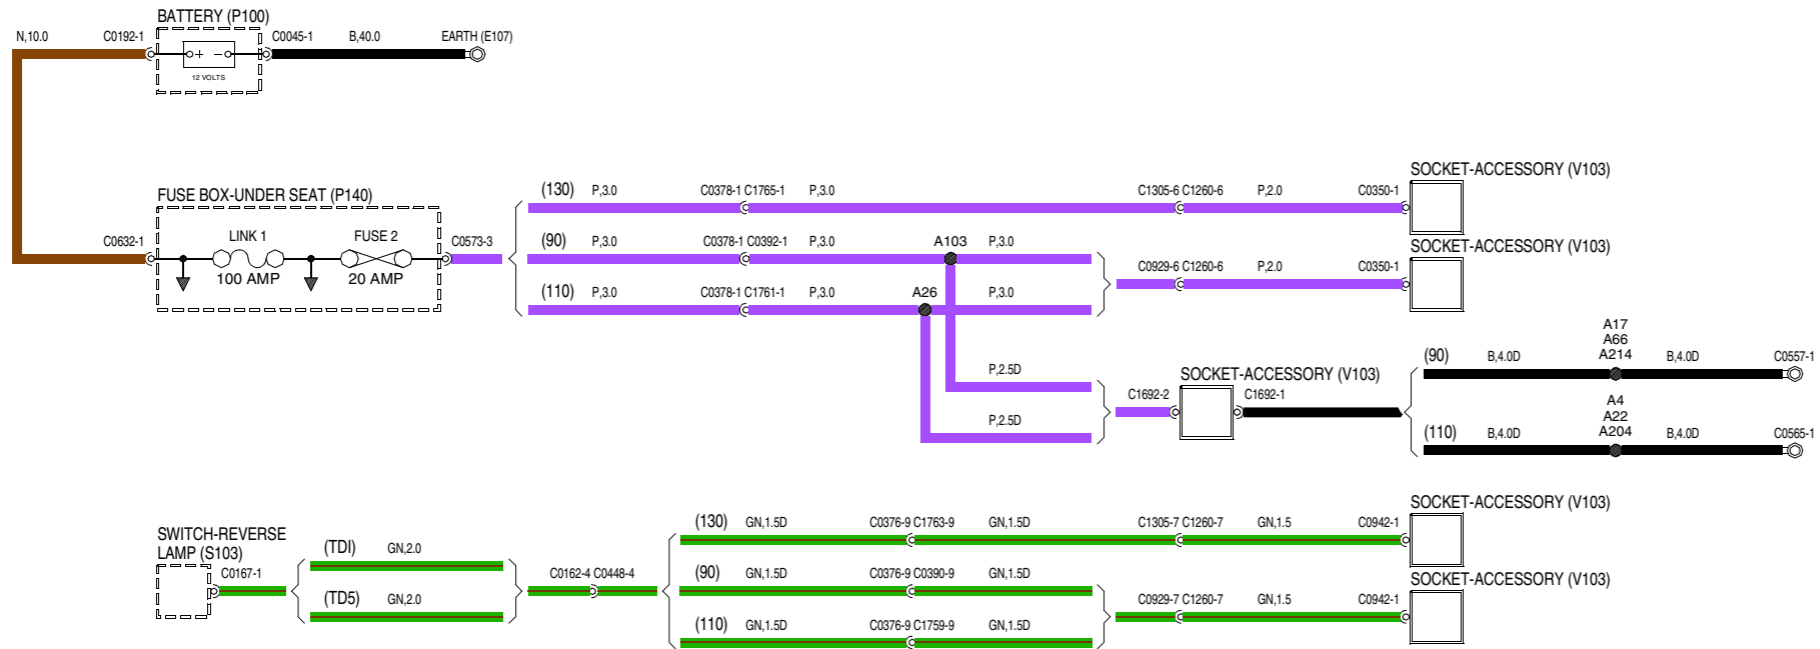 BATTERY (P100)
N,10.0
C0192-1
C0045-1
B,40.0
EARTH (E107)
+ −
12 VOLTS
FUSE BOX-UNDER SEAT (P140)
C0632-1
LINK 1
100 AMP
FUSE 2
20 AMP
C0573-3
(130)
P,3.0
C0378-1 C1765-1
P,3.0
C1305-6 C1260-6
P,2.0
C0350-1
SOCKET-ACCESSORY (V103)
(90)
P,3.0
C0378-1 C0392-1
P,3.0
A103
P,3.0
C0929-6 C1260-6
P,2.0
C0350-1
SOCKET-ACCESSORY (V103)
(110)
P,3.0
C0378-1 C1761-1
P,3.0
A26
P,3.0
P,2.5D
P,2.5D
C1692-2
SOCKET-ACCESSORY (V103)
C1692-1
(90)
B,4.0D
A17
A66
A214
B,4.0D
C0557-1
(110)
B,4.0D
A4
A22
A204
B,4.0D
C0565-1
SWITCH-REVERSE
LAMP (S103)
C0167-1
(TDI)
GN,2.0
(TD5)
GN,2.0
C0162-4 C0448-4
(130)
GN,1.5D
C0376-9 C1763-9
GN,1.5D
C1305-7 C1260-7
GN,1.5
C0942-1
SOCKET-ACCESSORY (V103)
(90)
GN,1.5D
C0376-9 C0390-9
GN,1.5D
C0929-7 C1260-7
GN,1.5
C0942-1
SOCKET-ACCESSORY (V103)
(110)
GN,1.5D
C0376-9 C1759-9
GN,1.5D